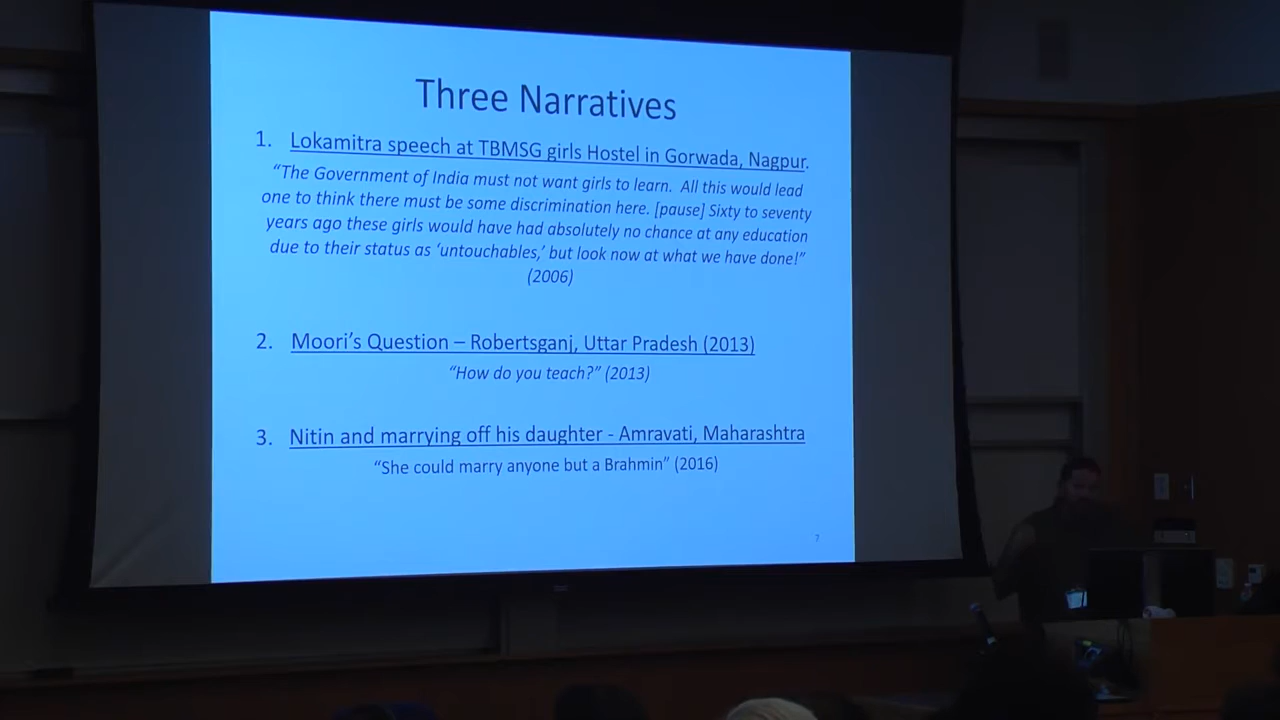 Three Narratives
1. Lokamitra speech at TBMSG girls Hostel in Gorwada, Nagpur.
“The Government of India must not want girls to learn. All this would lead
one to think there must be some discrimination here. [pause] Sixty to seventy
years ago these girls would have had absolutely no chance at any education
due to their status as ‘untouchables,’ but look now at what we have done!”
(2006)
2. Moori’s Question – Robertsganj, Uttar Pradesh (2013)
“How do you teach?” (2013)
3. Nitin and marrying off his daughter - Amravati, Maharashtra
“She could marry anyone but a Brahmin” (2016)
7